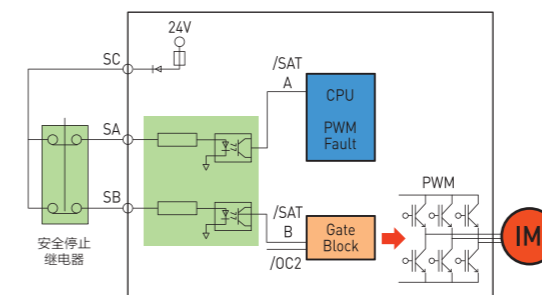 24V
SC
/SAT
A
CPU
PWM
Fault
SA
SB
/SAT
B
/OC2
Gate
Block
PWM
IM
安全停止
继电器